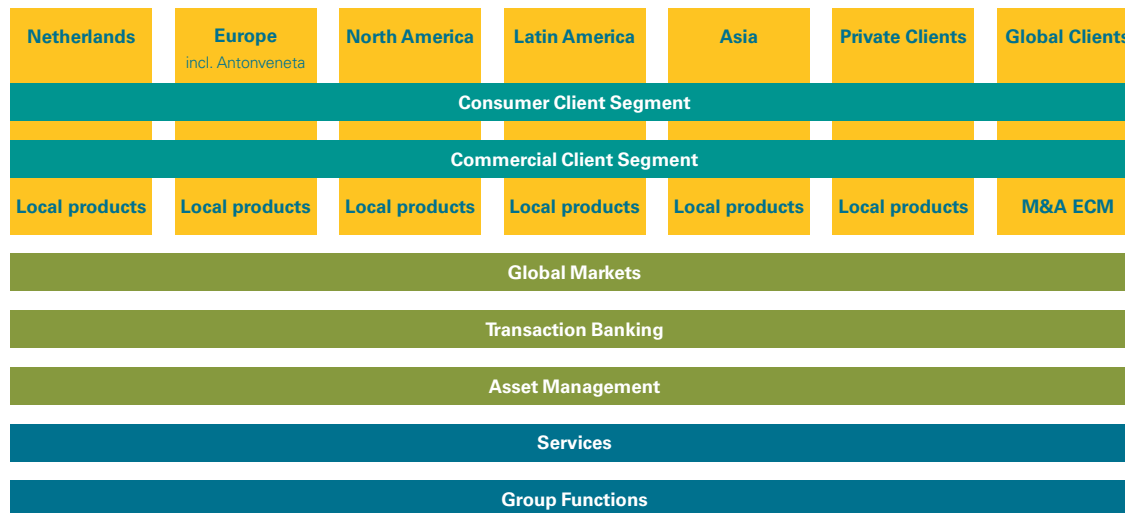 Netherlands
Europe
incl. Antonveneta
North America
Latin America
Asia
Private Clients
Global Clients
Consumer Client Segment
Commercial Client Segment
Local products
Local products
Local products
Local products
Local products
Local products
M&A ECM
Global Markets
Transaction Banking
Asset Management
Services
Group Functions